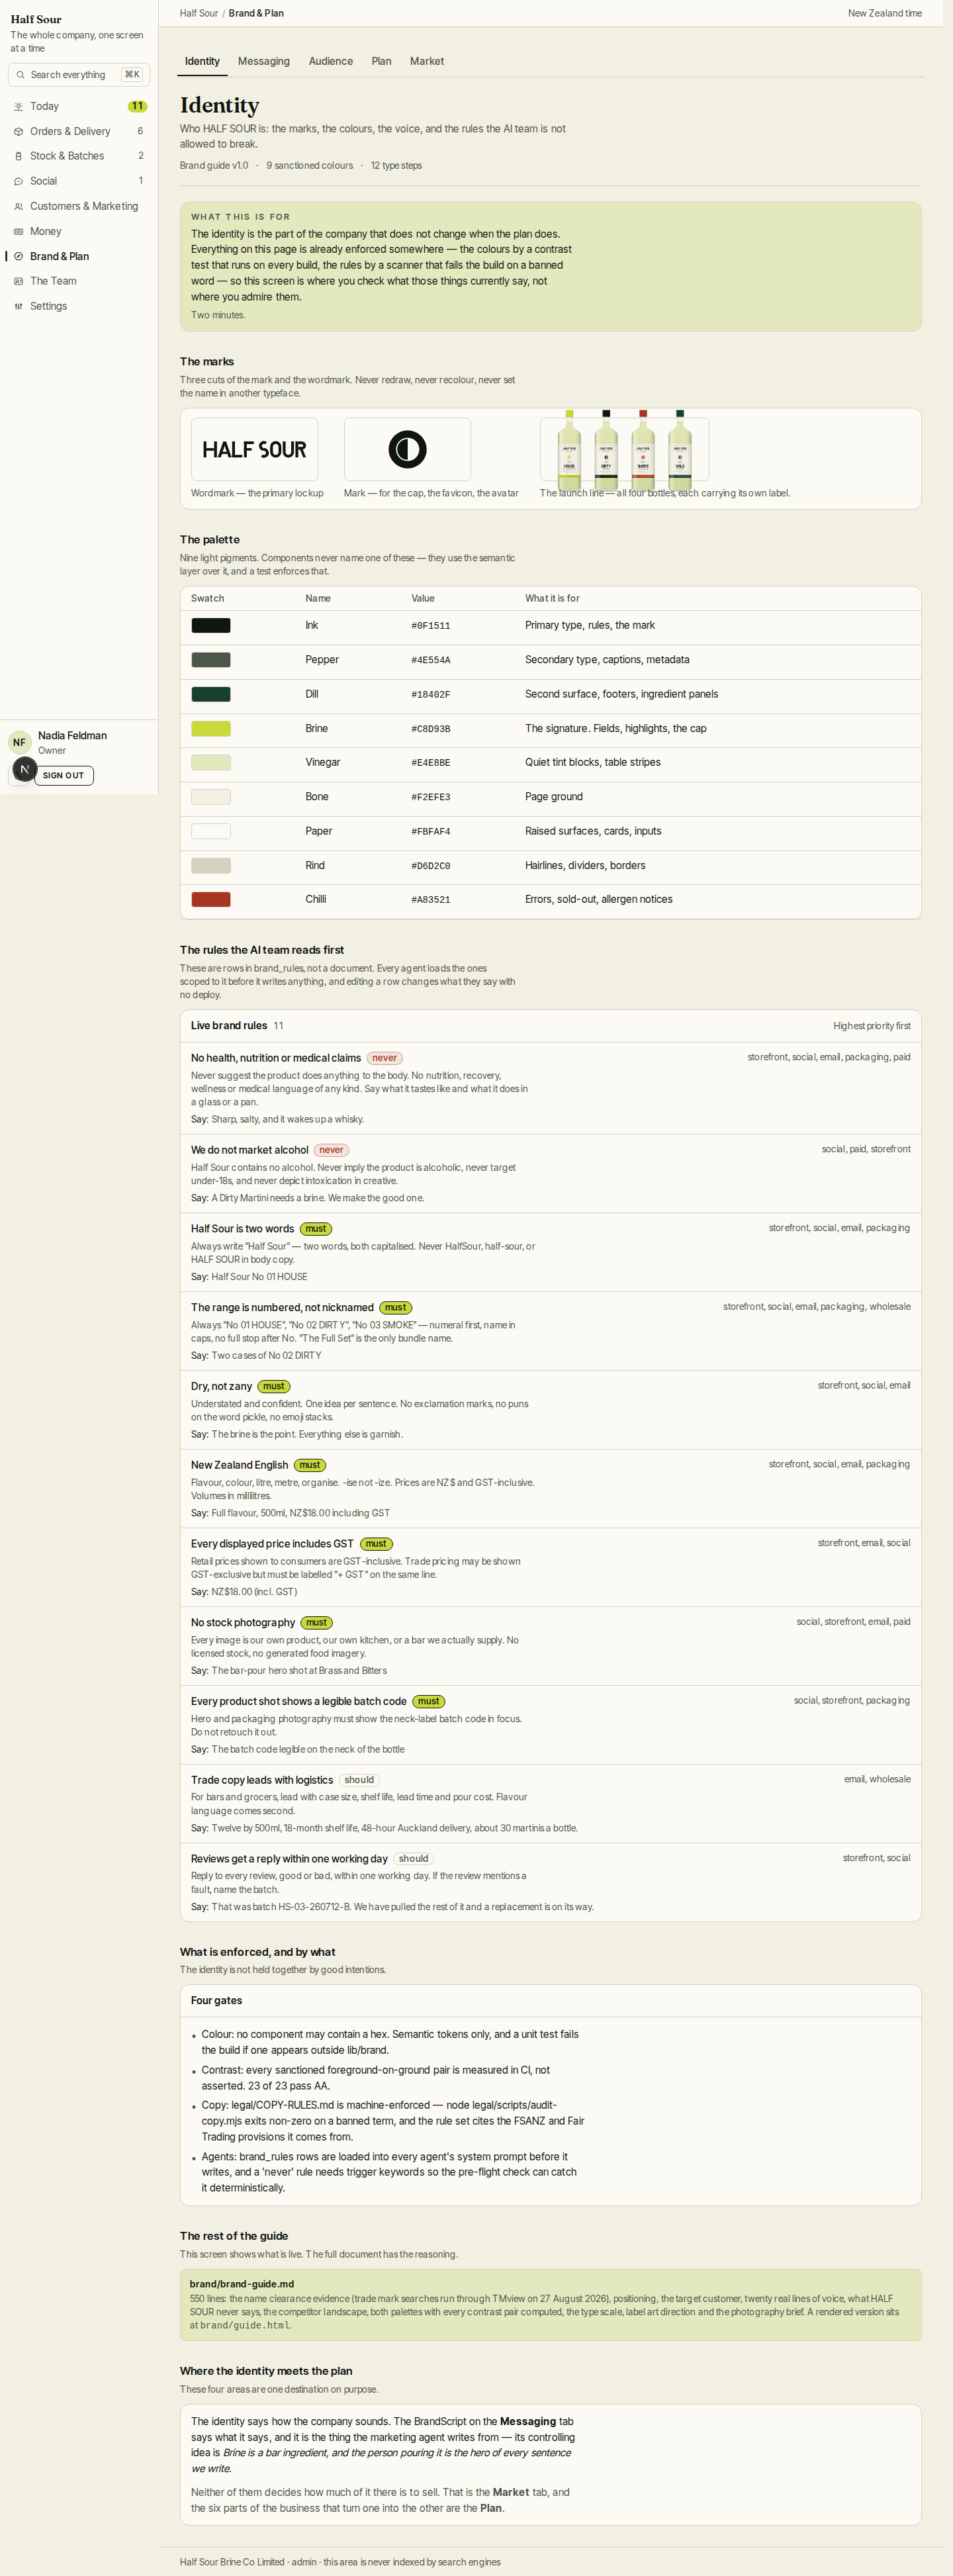 Half Sour
The whole company, one screen
at a time
Search everything ⌘K
Today 11
Orders & Delivery 6
Stock & Batches 2
Social 1
Customers & Marketing
Money
Brand & Plan
The Team
Settings
NF
Nadia Feldman
Owner
N
SIGN OUT
Half Sour / Brand & Plan
New Zealand time
Identity Messaging Audience Plan Market
Identity
Who HALF SOUR is: the marks, the colours, the voice, and the rules the AI team is not
allowed to break.
Brand guide v1.0 · 9 sanctioned colours · 12 type steps
WHAT THIS IS FOR
The identity is the part of the company that does not change when the plan does.
Everything on this page is already enforced somewhere — the colours by a contrast
test that runs on every build, the rules by a scanner that fails the build on a banned
word — so this screen is where you check what those things currently say, not
where you admire them.
Two minutes.
The marks
Three cuts of the mark and the wordmark. Never redraw, never recolour, never set
the name in another typeface.
HALF SOUR
HOUSE DIRTY SMOKE WILD
Wordmark — the primary lockup
Mark — for the cap, the favicon, the avatar
The launch line — all four bottles, each carrying its own label.
The palette
Nine light pigments. Components never name one of these — they use the semantic
layer over it, and a test enforces that.
Swatch Name Value What it is for
Ink #0F1511 Primary type, rules, the mark
Pepper #4E554A Secondary type, captions, metadata
Dill #18402F Second surface, footers, ingredient panels
Brine #C8D93B The signature. Fields, highlights, the cap
Vinegar #E4E8BE Quiet tint blocks, table stripes
Bone #F2EFE3 Page ground
Paper #FBFAF4 Raised surfaces, cards, inputs
Rind #D6D2C0 Hairlines, dividers, borders
Chilli #A83521 Errors, sold-out, allergen notices
The rules the AI team reads first
These are rows in brand_rules, not a document. Every agent loads the ones
scoped to it before it writes anything, and editing a row changes what they say with
no deploy.
Live brand rules 11
Highest priority first
No health, nutrition or medical claims never
storefront, social, email, packaging, paid
Never suggest the product does anything to the body. No nutrition, recovery,
wellness or medical language of any kind. Say what it tastes like and what it does in
a glass or a pan.
Say: Sharp, salty, and it wakes up a whisky.
We do not market alcohol never
social, paid, storefront
Half Sour contains no alcohol. Never imply the product is alcoholic, never target
under-18s, and never depict intoxication in creative.
Say: A Dirty Martini needs a brine. We make the good one.
Half Sour is two words must
storefront, social, email, packaging
Always write "Half Sour" — two words, both capitalised. Never HalfSour, half-sour, or
HALF SOUR in body copy.
Say: Half Sour No 01 HOUSE
The range is numbered, not nicknamed must
storefront, social, email, packaging, wholesale
Always "No 01 HOUSE", "No 02 DIRTY", "No 03 SMOKE" — numeral first, name in
caps, no full stop after No. "The Full Set" is the only bundle name.
Say: Two cases of No 02 DIRTY
Dry, not zany must
storefront, social, email
Understated and confident. One idea per sentence. No exclamation marks, no puns
on the word pickle, no emoji stacks.
Say: The brine is the point. Everything else is garnish.
New Zealand English must
storefront, social, email, packaging
Flavour, colour, litre, metre, organise. -ise not -ize. Prices are NZ$ and GST-inclusive.
Volumes in millilitres.
Say: Full flavour, 500ml, NZ$18.00 including GST
Every displayed price includes GST must
storefront, email, social
Retail prices shown to consumers are GST-inclusive. Trade pricing may be shown
GST-exclusive but must be labelled "+ GST" on the same line.
Say: NZ$18.00 (incl. GST)
No stock photography must
social, storefront, email, paid
Every image is our own product, our own kitchen, or a bar we actually supply. No
licensed stock, no generated food imagery.
Say: The bar-pour hero shot at Brass and Bitters
Every product shot shows a legible batch code must
social, storefront, packaging
Hero and packaging photography must show the neck-label batch code in focus.
Do not retouch it out.
Say: The batch code legible on the neck of the bottle
Trade copy leads with logistics should
email, wholesale
For bars and grocers, lead with case size, shelf life, lead time and pour cost. Flavour
language comes second.
Say: Twelve by 500ml, 18-month shelf life, 48-hour Auckland delivery, about 30 martinis a bottle.
Reviews get a reply within one working day should
storefront, social
Reply to every review, good or bad, within one working day. If the review mentions a
fault, name the batch.
Say: That was batch HS-03-260712-B. We have pulled the rest of it and a replacement is on its way.
What is enforced, and by what
The identity is not held together by good intentions.
Four gates
• Colour: no component may contain a hex. Semantic tokens only, and a unit test fails
the build if one appears outside lib/brand.
• Contrast: every sanctioned foreground-on-ground pair is measured in CI, not
asserted. 23 of 23 pass AA.
• Copy: legal/COPY-RULES.md is machine-enforced — node legal/scripts/audit-
copy.mjs exits non-zero on a banned term, and the rule set cites the FSANZ and Fair
Trading provisions it comes from.
• Agents: brand_rules rows are loaded into every agent's system prompt before it
writes, and a 'never' rule needs trigger keywords so the pre-flight check can catch
it deterministically.
The rest of the guide
This screen shows what is live. The full document has the reasoning.
brand/brand-guide.md
550 lines: the name clearance evidence (trade mark searches run through TMview on 27 August 2026), positioning, the target customer, twenty real lines of voice, what HALF
SOUR never says, the competitor landscape, both palettes with every contrast pair computed, the type scale, label art direction and the photography brief. A rendered version sits
at brand/guide.html.
Where the identity meets the plan
These four areas are one destination on purpose.
The identity says how the company sounds. The BrandScript on the Messaging tab
says what it says, and it is the thing the marketing agent writes from — its controlling
idea is Brine is a bar ingredient, and the person pouring it is the hero of every sentence
we write.
Neither of them decides how much of it there is to sell. That is the Market tab, and
the six parts of the business that turn one into the other are the Plan.
Half Sour Brine Co Limited · admin · this area is never indexed by search engines